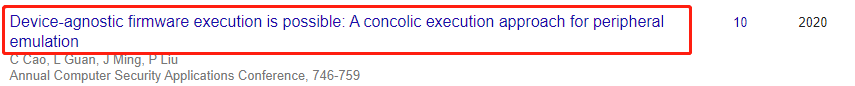 Device-agnostic firmware execution is possible: A concolic execution approach for peripheral 10 2020
emulation
C Cao, L Guan, J Ming, P Liu
Annual Computer Security Applications Conference, 746-759